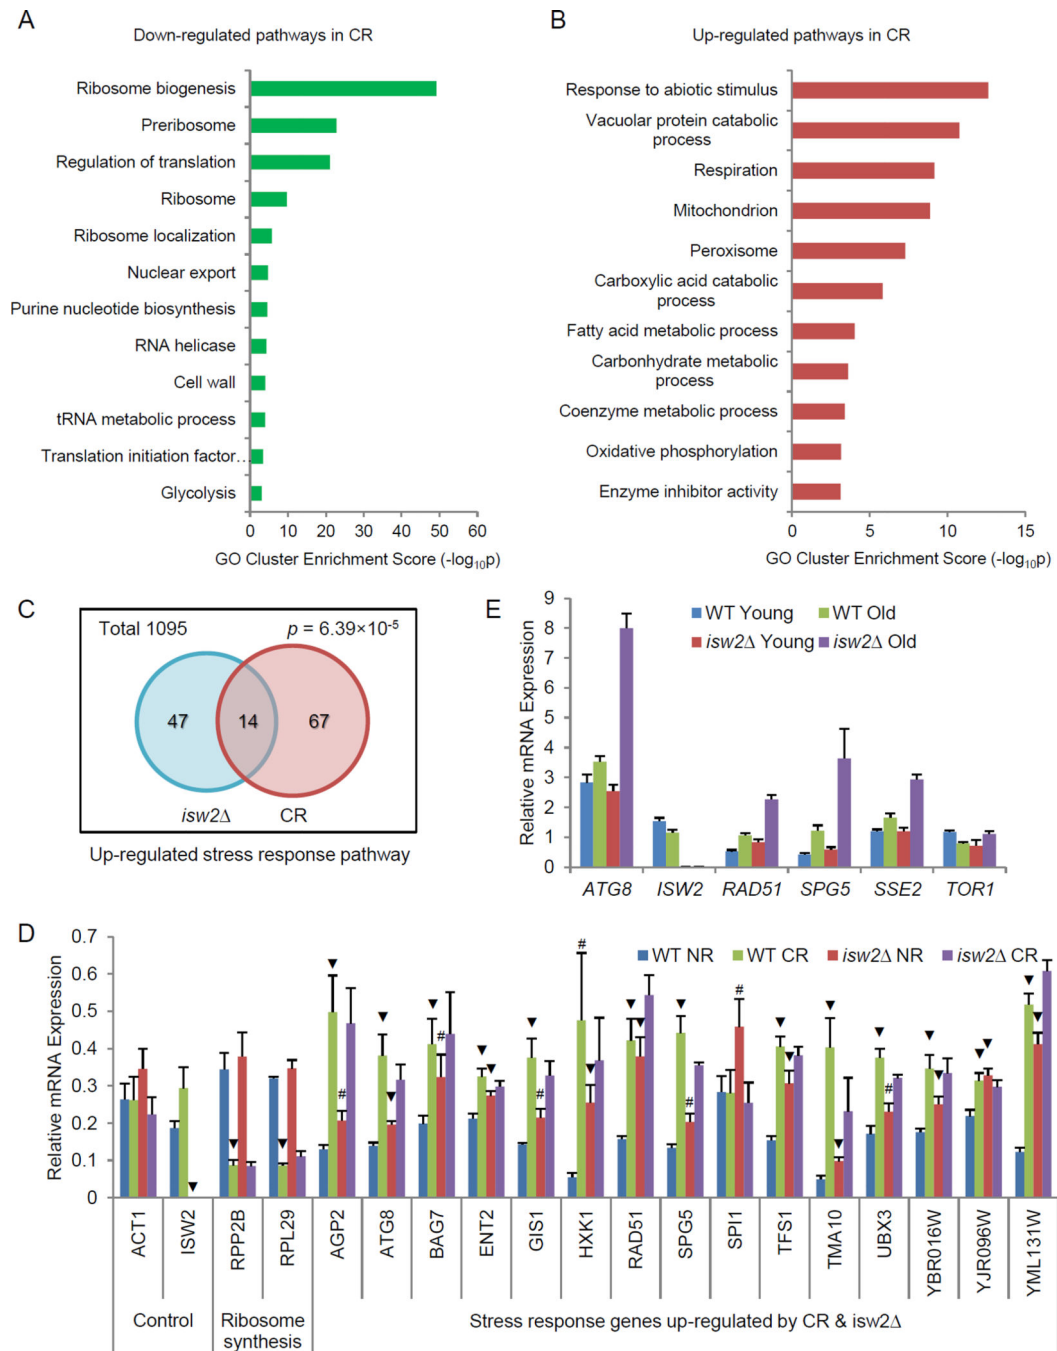 A
Down-regulated pathways in CR
Ribosome biogenesis
Preribosome
Regulation of translation
Ribosome
Ribosome localization
Nuclear export
Purine nucleotide biosynthesis
RNA helicase
Cell wall
tRNA metabolic process
Translation initiation factor...
Glycolysis
0 10 20 30 40 50 60
GO Cluster Enrichment Score (-log₁₀p)
B
Up-regulated pathways in CR
Response to abiotic stimulus
Vacuolar protein catabolic
process
Respiration
Mitochondrion
Peroxisome
Carboxylic acid catabolic
process
Fatty acid metabolic process
Carbonhydrate metabolic
process
Coenzyme metabolic process
Oxidative phosphorylation
Enzyme inhibitor activity
0 5 10 15
GO Cluster Enrichment Score (-log₁₀p)
C
Total 1095
p = 6.39×10⁻⁵
47
14
67
isw2Δ
CR
Up-regulated stress response pathway
E
Relative mRNA Expression
9
8
7
6
5
4
3
2
1
0
WT Young
WT Old
isw2Δ Young
isw2Δ Old
ATG8 ISW2 RAD51 SPG5 SSE2 TOR1
D
Relative mRNA Expression
0.7
0.6
0.5
0.4
0.3
0.2
0.1
0
WT NR
WT CR
isw2Δ NR
isw2Δ CR
#
#
#
#
#
#
#
ACT1
ISW2
RPP2B
RPL29
AGP2
ATG8
BAG7
ENT2
GIS1
HXK1
RAD51
SPG5
SPI1
TFS1
TMA10
UBX3
YBR016W
YJR096W
YML131W
Control
Ribosome
synthesis
Stress response genes up-regulated by CR & isw2Δ